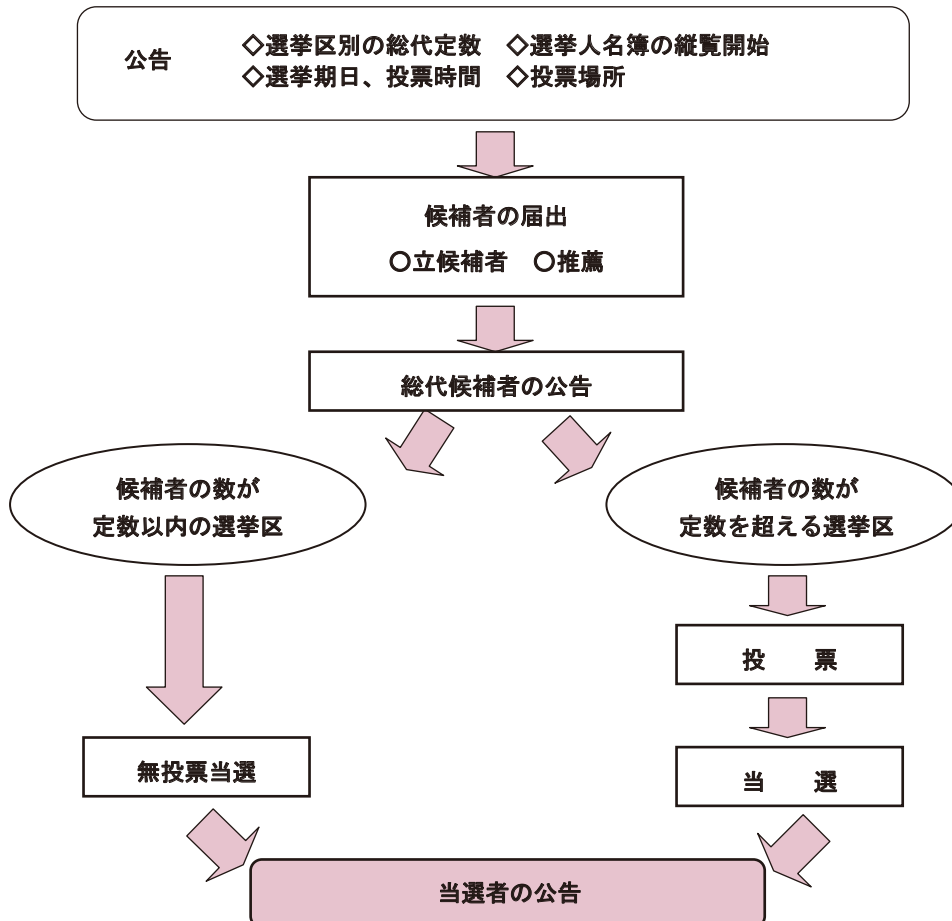 公告
◇選挙区別の総代定数 ◇選挙人名簿の縦覧開始
◇選挙期日、投票時間 ◇投票場所
候補者の届出
○立候補者 ○推薦
総代候補者の公告
候補者の数が
定数以内の選挙区
候補者の数が
定数を超える選挙区
投 票
無投票当選
当 選
当選者の公告